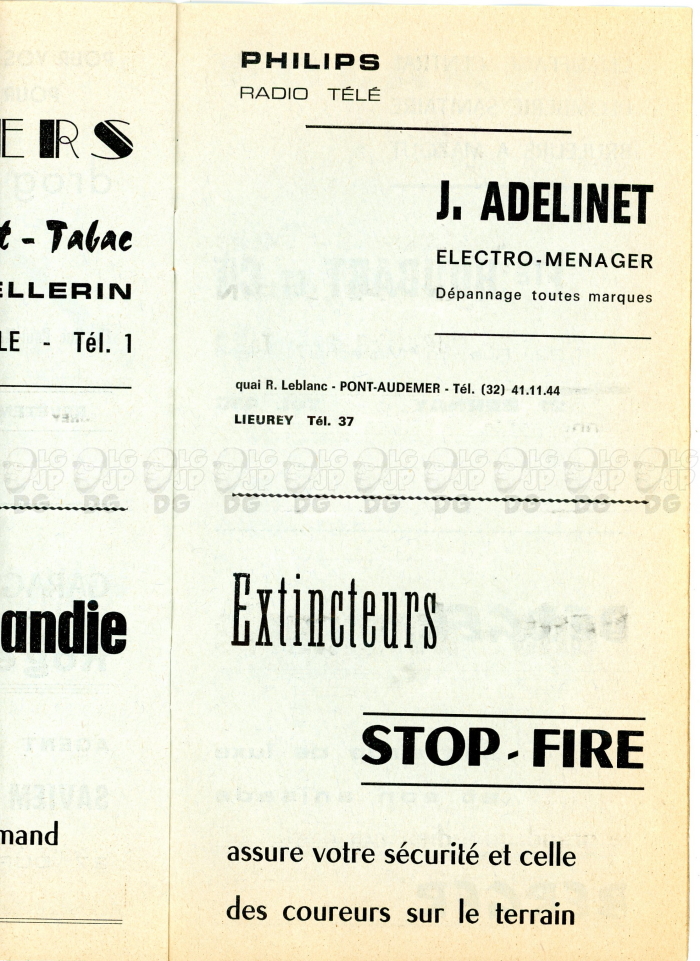 ERS
t - Tabac
ELLERIN
LE - Tél. 1
andie
mand
PHILIPS
RADIO TÉLÉ
J. ADELINET
ELECTRO-MENAGER
Dépannage toutes marques
quai R. Leblanc - PONT-AUDEMER - Tél. (32) 41.11.44
LIEUREY Tél. 37
Extincteurs
STOP - FIRE
assure votre sécurité et celle
des coureurs sur le terrain